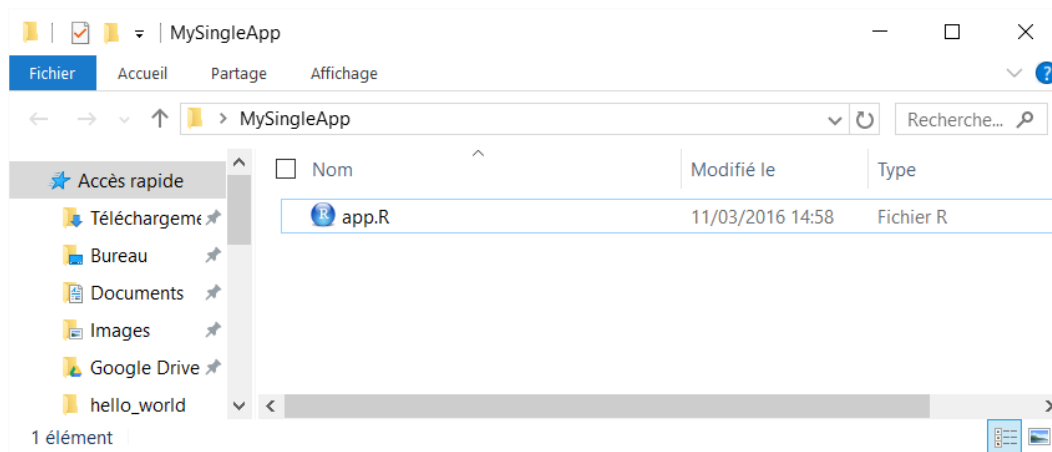 MySingleApp
Fichier Accueil Partage Affichage ?
MySingleApp Recherche...
Accès rapide
Nom Modifié le Type
Téléchargeme
app.R 11/03/2016 14:58 Fichier R
Bureau
Documents
Images
Google Drive
hello_world
1 élément